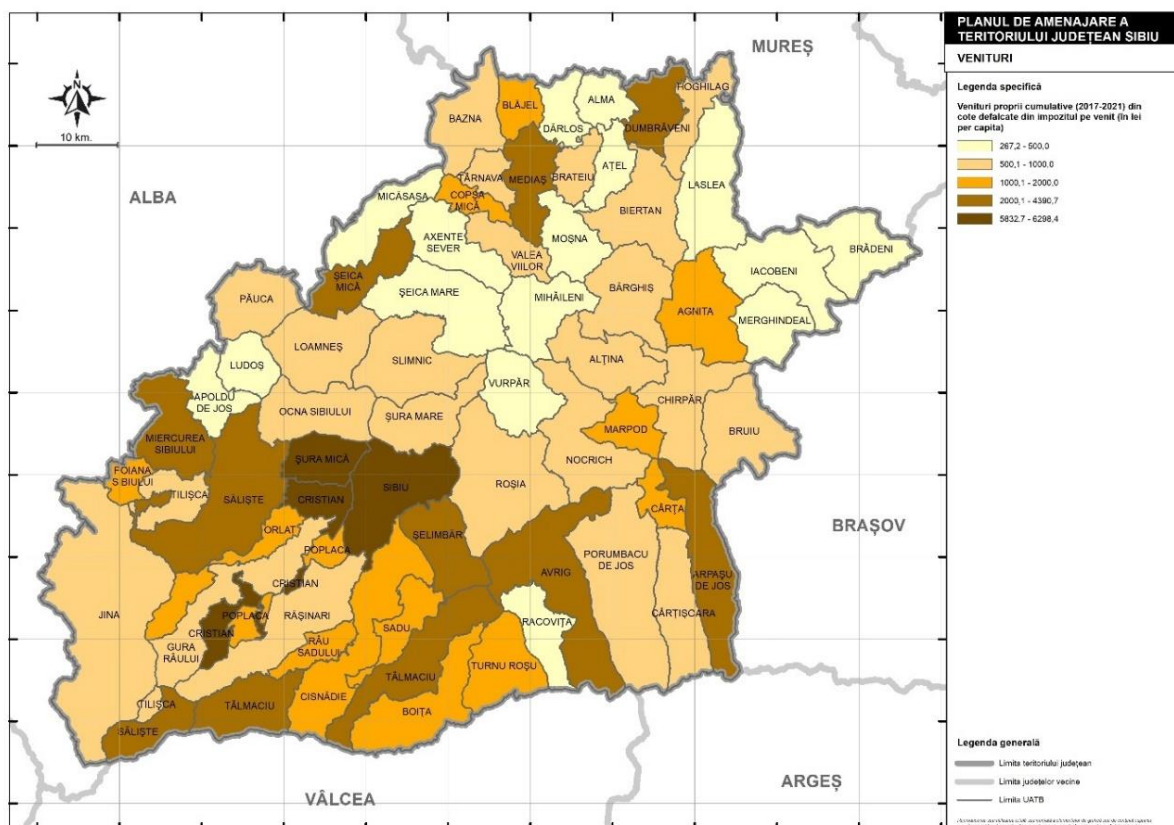 PLANUL DE AMENAJARE A
TERITORIULUI JUDEȚEAN SIBIU
VENITURI
Legenda specifică
Venituri proprii cumulative (2017-2021) din
cote defalcate din impozitul pe venit (în lei
per capita)
267,2 - 500,0
500,1 - 1000,0
1000,1 - 2000,0
2000,1 - 4390,7
5832,7 - 6298,4
N
10 km.
MUREȘ
ALBA
BRAȘOV
ARGEȘ
VÂLCEA
HOGHILAG
ALMA
BLĂJEL
BAZNA
DÂRLOS
DUMBRĂVENI
AȚEL
TÂRNAVA
MEDIAȘ
BRATEIU
LASLEA
MICĂSASA
COPȘA
MICĂ
BIERTAN
AXENTE
SEVER
MOȘNA
VALEA
VIILOR
BRĂDENI
IACOBENI
ȘEICA
MICĂ
ȘEICA MARE
MIHĂILENI
BÂRGHIȘ
PĂUCA
AGNITA
MERGHINDEAL
LOAMNEȘ
SLIMNIC
ALȚINA
LUDOȘ
VURPĂR
APOLDU
DE JOS
CHIRPĂR
OCNA SIBIULUI
ȘURA MARE
MARPOD
BRUIU
MIERCUREA
SIBIULUI
ȘURA MICĂ
NOCRICH
FOIANA
SIBIULUI
TILIȘCA
SĂLIȘTE
CRISTIAN
SIBIU
ROȘIA
CÂRȚA
ORLAT
POPLACA
ȘELIMBĂR
AVRIG
PORUMBACU
DE JOS
ARPAȘU
DE JOS
CRISTIAN
CÂRȚIȘOARA
JINA
POPLACA
RĂȘINARI
CRISTIAN
SADU
RACOVIȚA
GURA
RÂULUI
RÂU
SADULUI
TURNU ROȘU
TĂLMACIU
TILIȘCA
TĂLMACIU
CISNĂDIE
BOIȚA
SĂLIȘTE
Legenda generală
Limita teritoriului județean
Limita județelor vecine
Limita UATB